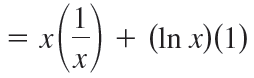 = x(1/x) + (ln x)(1)